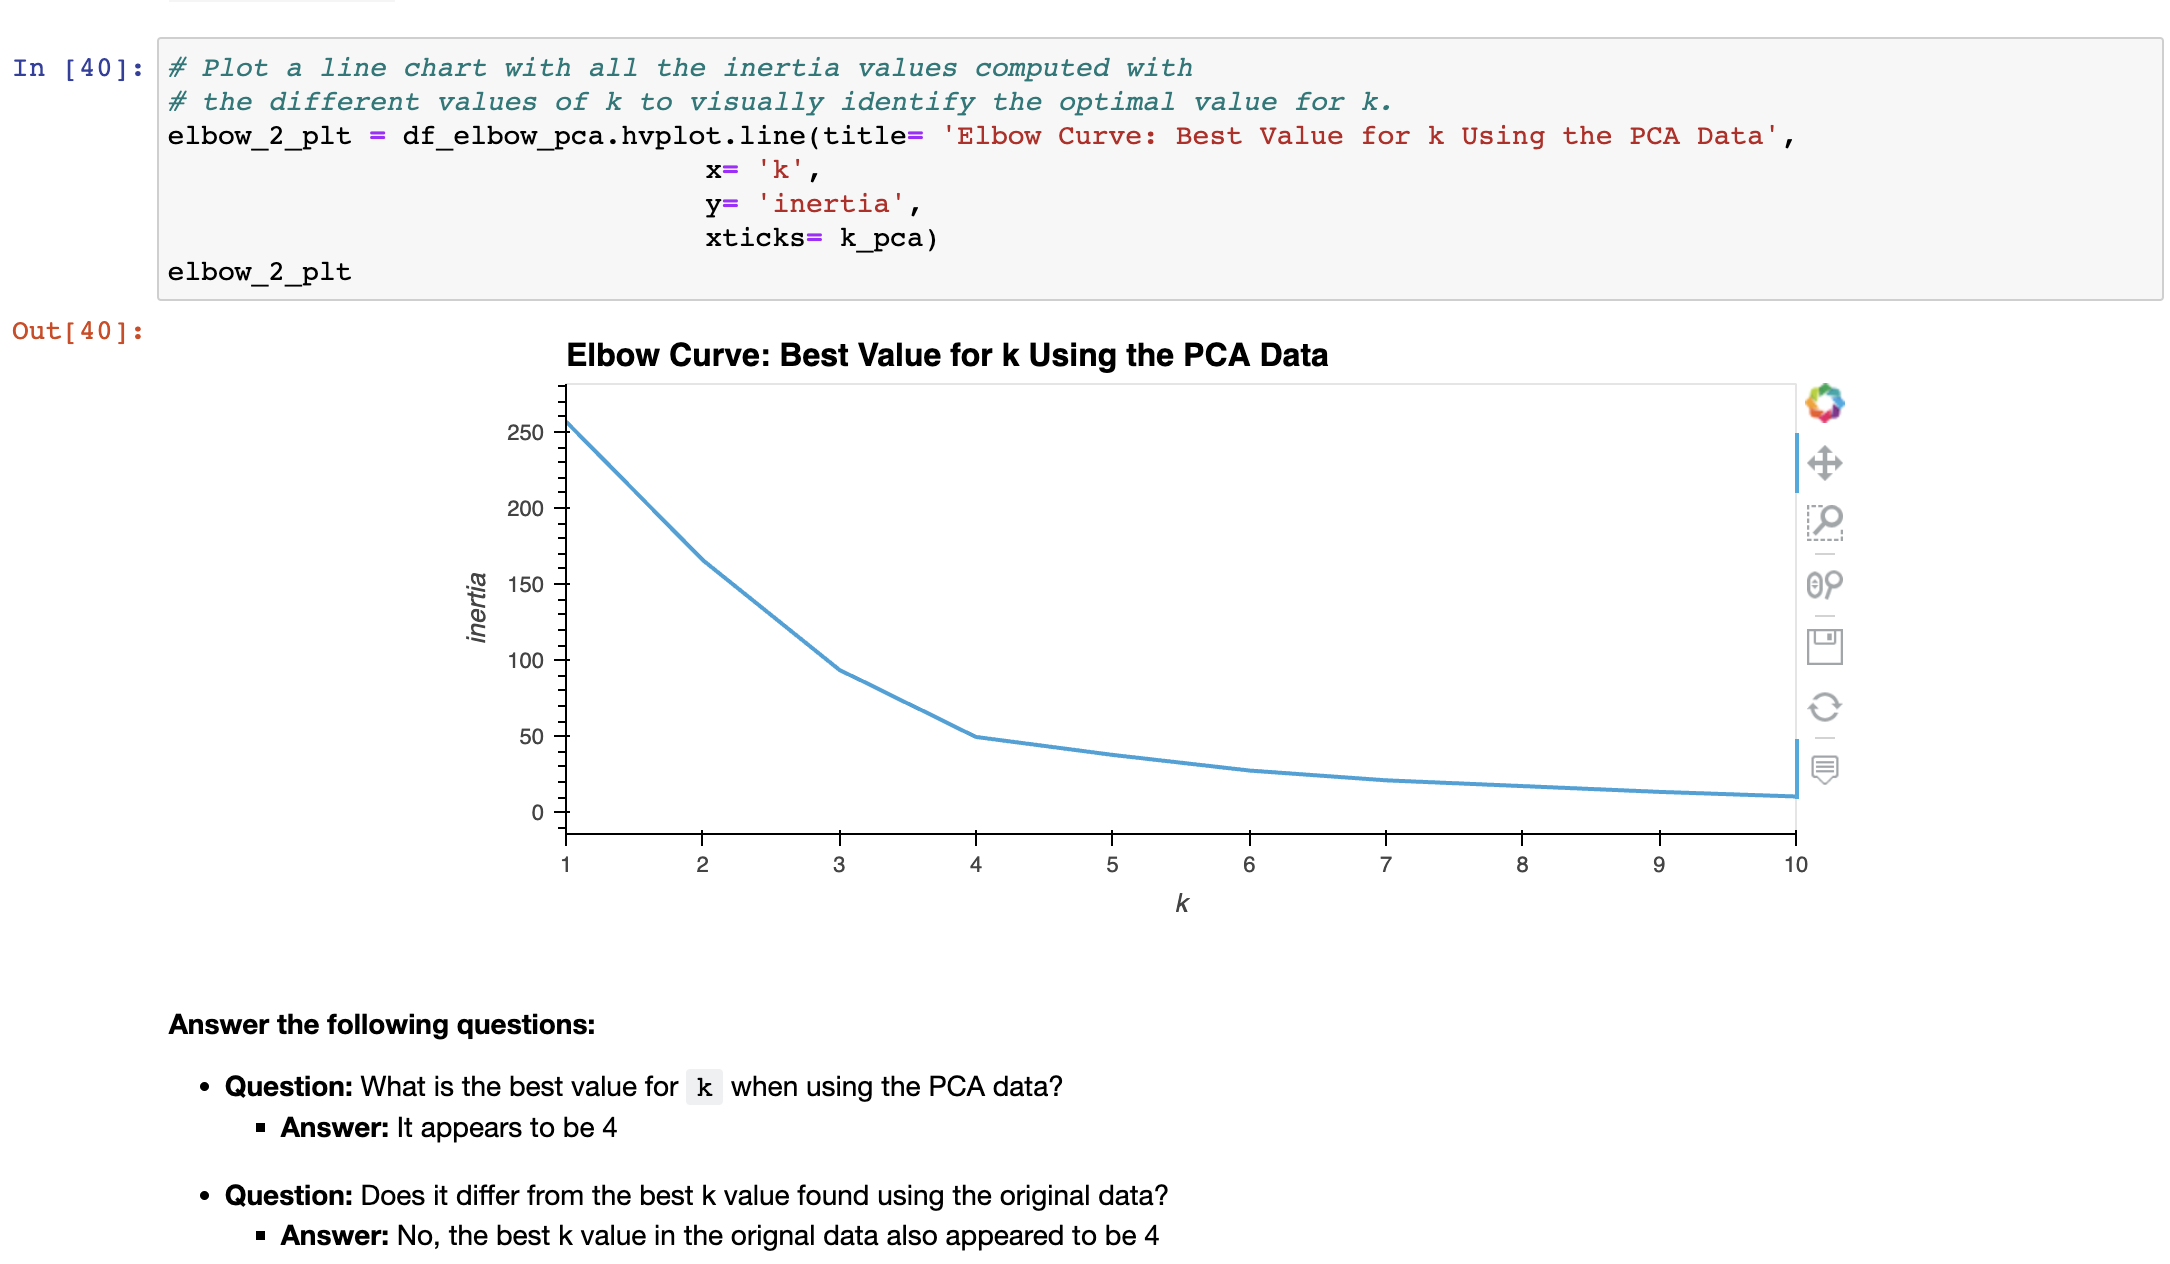 In [40]:
# Plot a line chart with all the inertia values computed with
# the different values of k to visually identify the optimal value for k.
elbow_2_plt = df_elbow_pca.hvplot.line(title= 'Elbow Curve: Best Value for k Using the PCA Data',
x= 'k',
y= 'inertia',
xticks= k_pca)
elbow_2_plt
Out[40]:
Elbow Curve: Best Value for k Using the PCA Data
250
200
150
100
50
0
inertia
1 2 3 4 5 6 7 8 9 10
k
Answer the following questions:
• Question: What is the best value for k when using the PCA data?
▪ Answer: It appears to be 4
• Question: Does it differ from the best k value found using the original data?
▪ Answer: No, the best k value in the orignal data also appeared to be 4